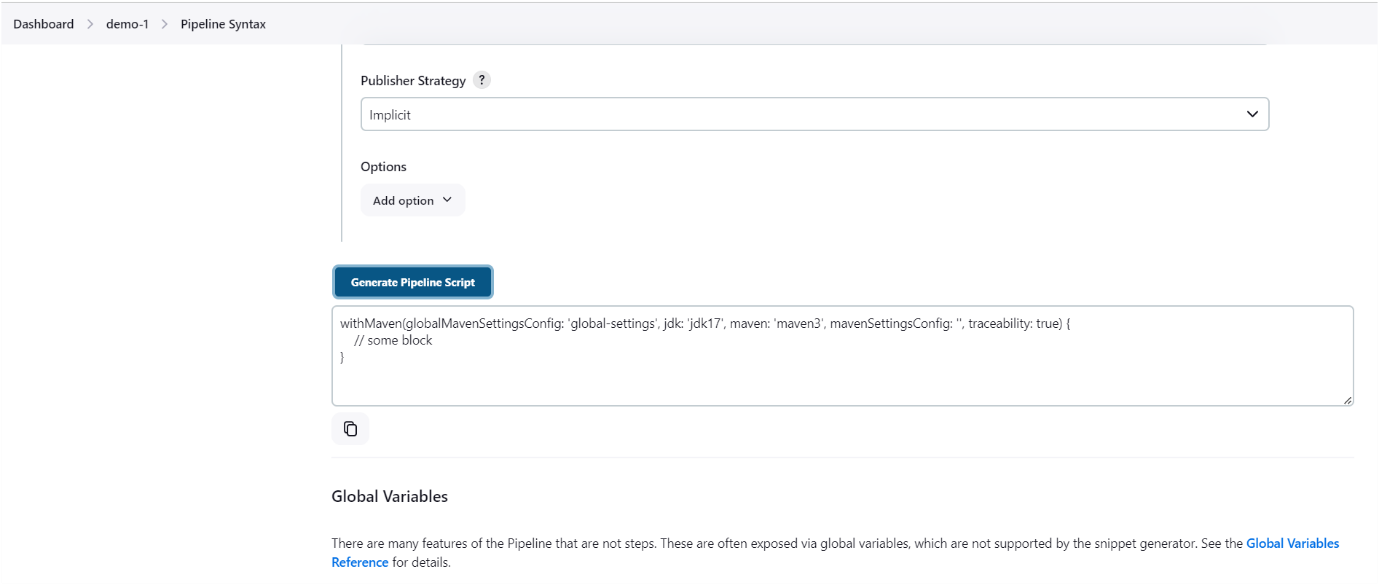 Dashboard > demo-1 > Pipeline Syntax
Publisher Strategy ?
Implicit
Options
Add option
Generate Pipeline Script
withMaven(globalMavenSettingsConfig: 'global-settings', jdk: 'jdk17', maven: 'maven3', mavenSettingsConfig: '', traceability: true) {
// some block
}
Global Variables
There are many features of the Pipeline that are not steps. These are often exposed via global variables, which are not supported by the snippet generator. See the Global Variables
Reference for details.